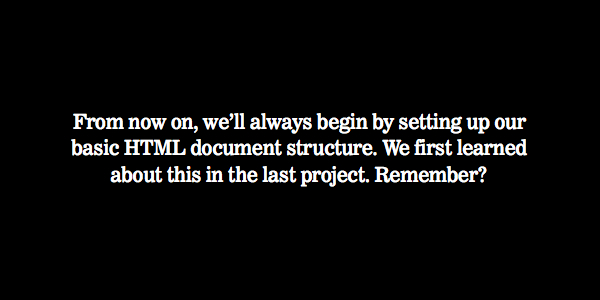 From now on, we’ll always begin by setting up our
basic HTML document structure. We first learned
about this in the last project. Remember?